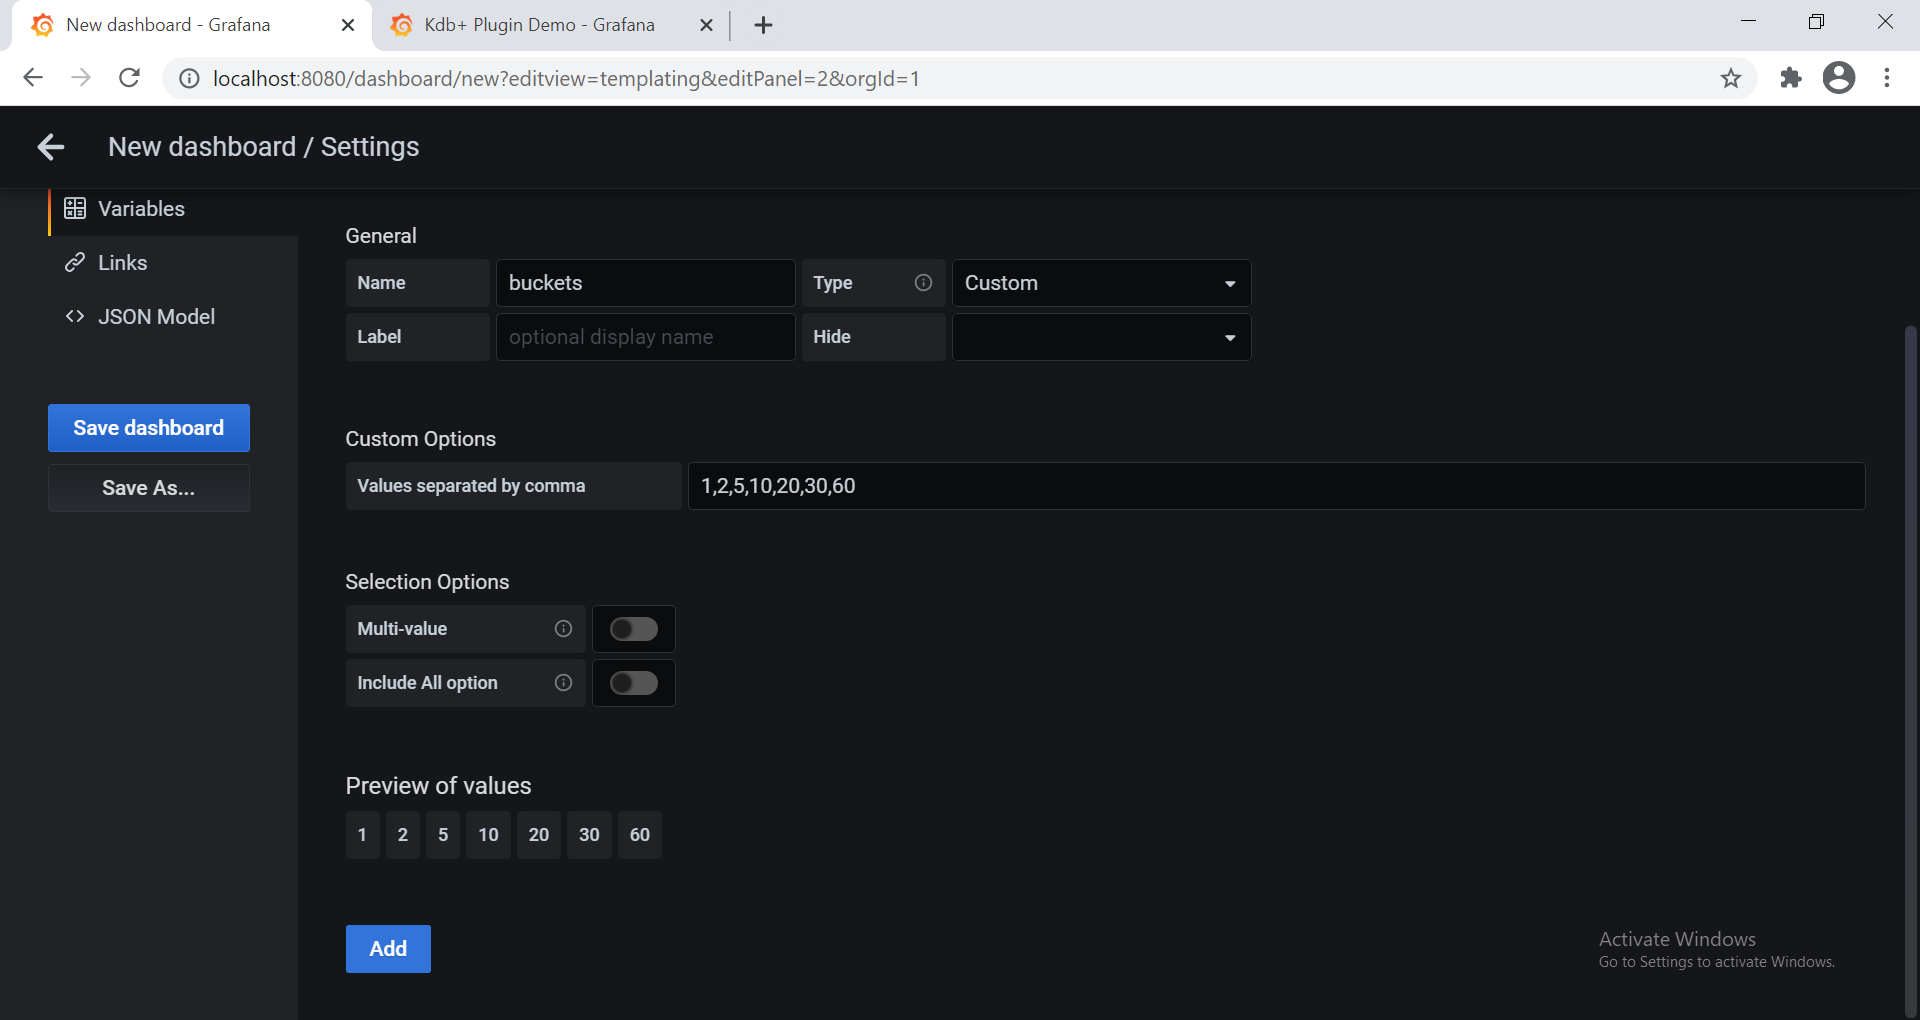 New dashboard - Grafana
Kdb+ Plugin Demo - Grafana
localhost:8080/dashboard/new?editview=templating&editPanel=2&orgId=1
New dashboard / Settings
Variables
Links
JSON Model
Save dashboard
Save As...
General
Name buckets Type Custom
Label optional display name Hide
Custom Options
Values separated by comma 1,2,5,10,20,30,60
Selection Options
Multi-value
Include All option
Preview of values
1 2 5 10 20 30 60
Add
Activate Windows
Go to Settings to activate Windows.